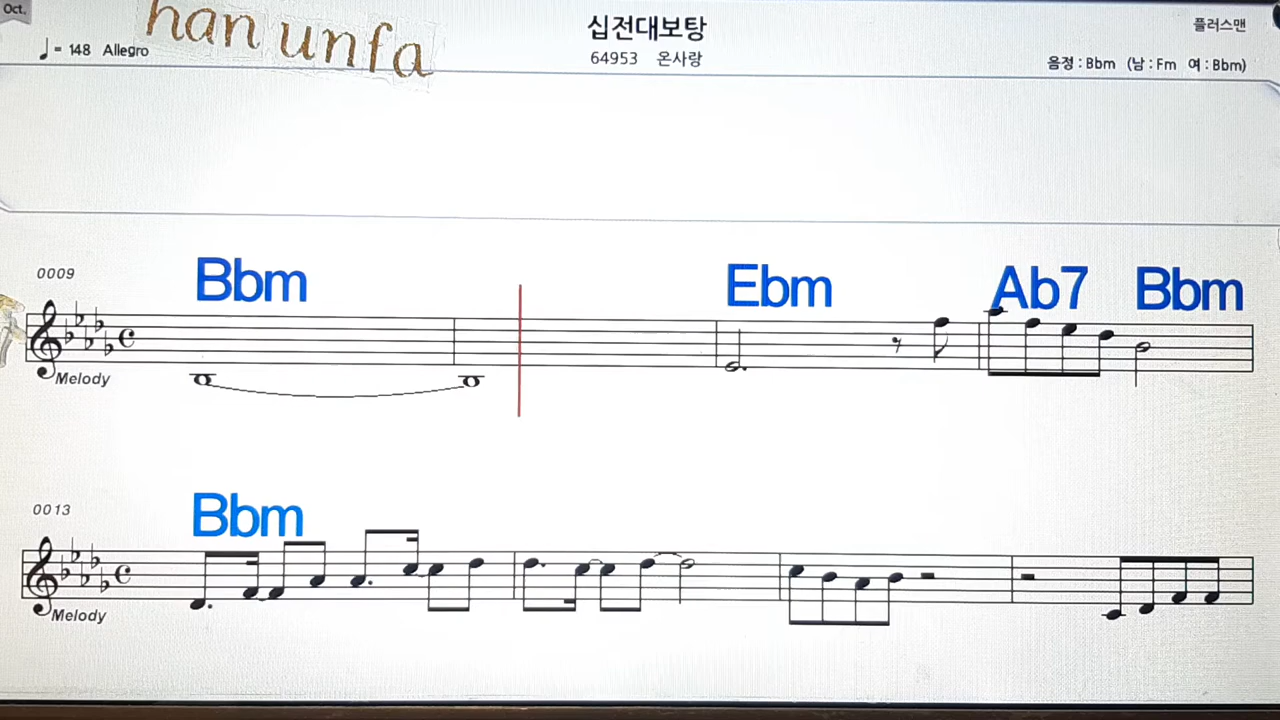 Oct.
han unfa
십전대보탕
플러스맨
♩= 148 Allegro
64953 온사랑
음정 : Bbm (남 : Fm 여 : Bbm)
0009
Bbm Ebm Ab7 Bbm
Melody
0013
Bbm
Melody